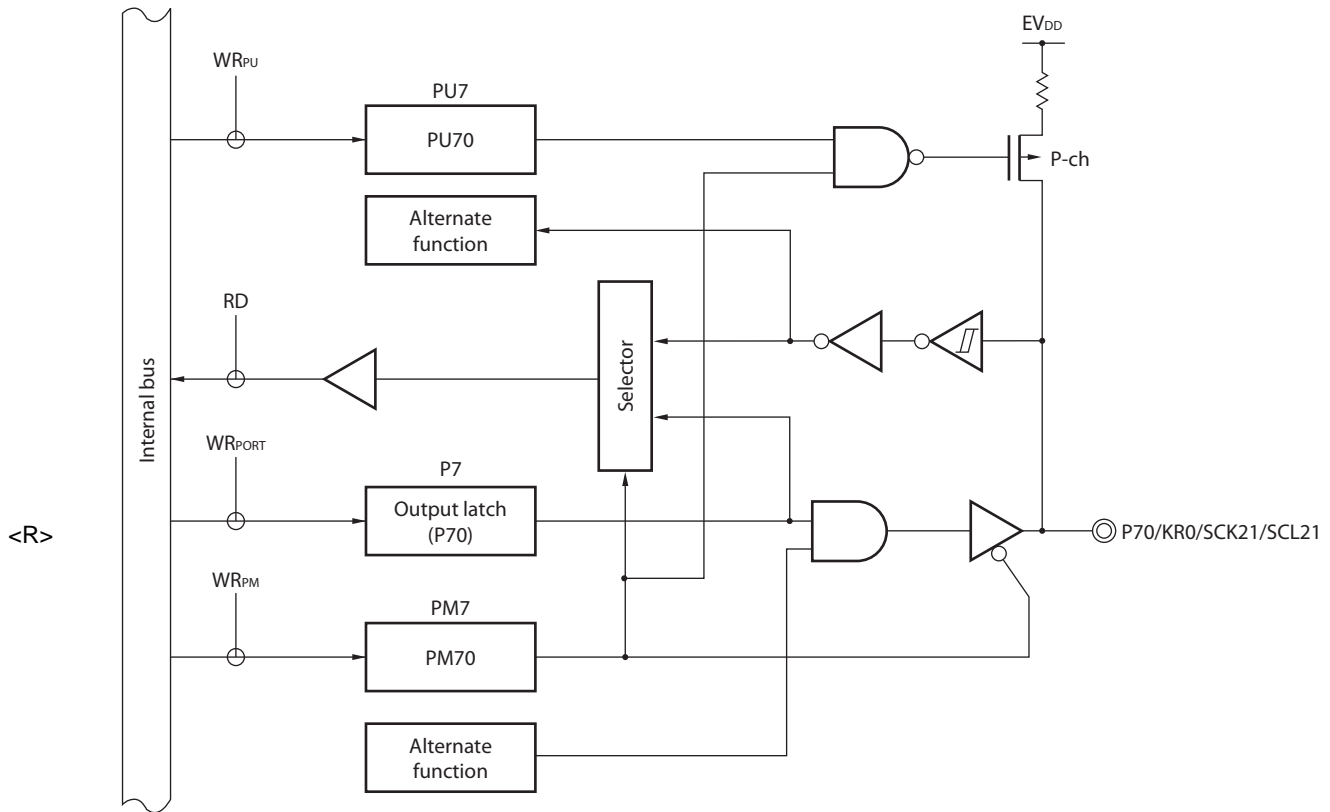 EVDD
WRPU
PU7
PU70
P-ch
Alternate
function
RD
Selector
Internal bus
WRPORT
P7
Output latch
(P70)
<R>
P70/KR0/SCK21/SCL21
WRPM
PM7
PM70
Alternate
function